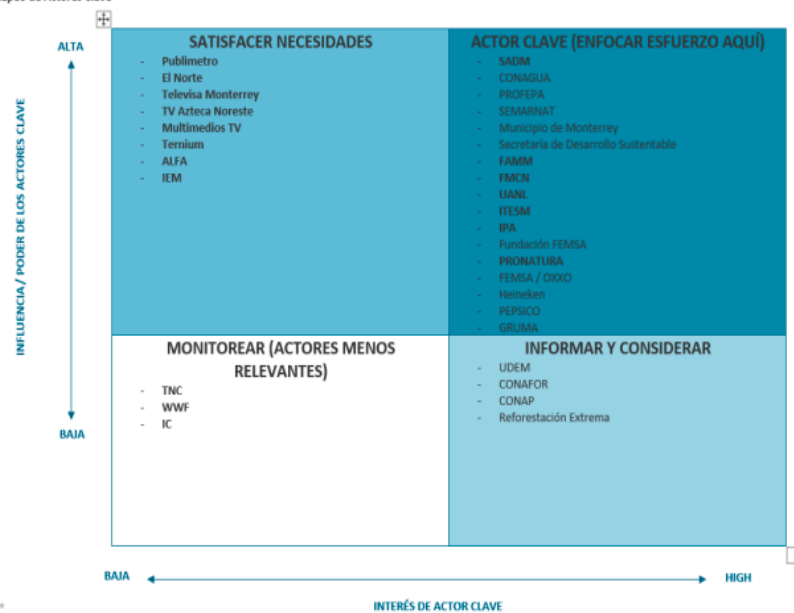 ALTA
INFLUENCIA/ PODER DE LOS ACTORES CLAVE
BAJA
SATISFACER NECESIDADES
- Publimetro
- El Norte
- Televisa Monterrey
- TV Azteca Noreste
- Multimedios TV
- Ternium
- ALFA
- IEM
ACTOR CLAVE (ENFOCAR ESFUERZO AQUÍ)
- SADM
- CONAGUA
- PROFEPA
- SEMARNAT
- Municipio de Monterrey
- Secretaría de Desarrollo Sustentable
- FAMM
- FMCN
- UANL
- ITESM
- IPA
- Fundación FEMSA
- PRONATURA
- FEMSA / OXXO
- Heineken
- PEPSICO
- GRUMA
MONITOREAR (ACTORES MENOS
RELEVANTES)
- TNC
- WWF
- IC
INFORMAR Y CONSIDERAR
- UDEM
- CONAFOR
- CONAP
- Reforestación Extrema
BAJA
HIGH
INTERÉS DE ACTOR CLAVE